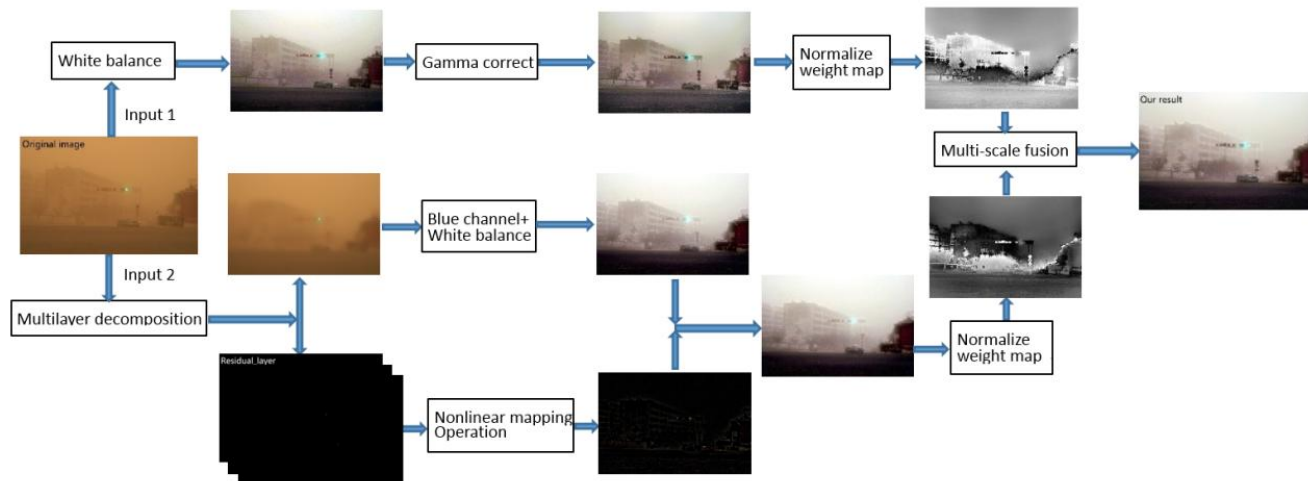 White balance
Gamma correct
Normalize
weight map
Input 1
Original image
Our result
Multi-scale fusion
Blue channel+
White balance
Input 2
Multilayer decomposition
Normalize
weight map
Residual_layer
Nonlinear mapping
Operation